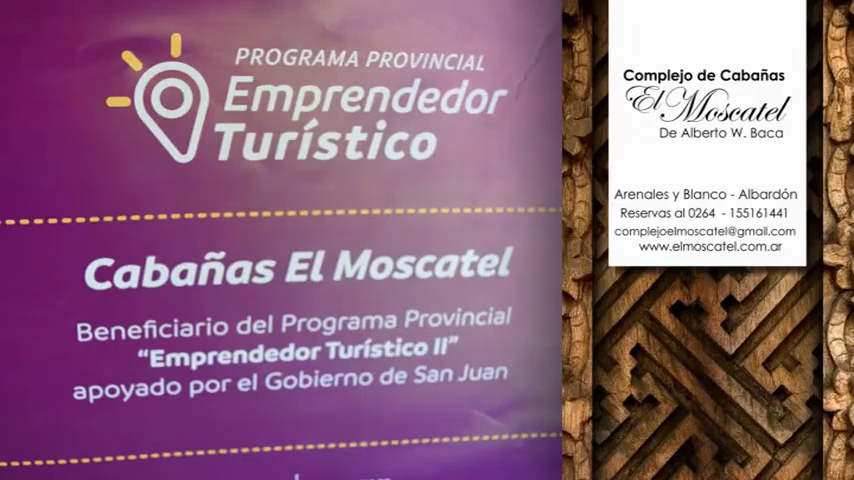 PROGRAMA PROVINCIAL
Emprendedor
Turístico
Cabañas El Moscatel
Beneficiario del Programa Provincial
“Emprendedor Turístico II”
apoyado por el Gobierno de San Juan
Complejo de Cabañas
El Moscatel
De Alberto W. Baca
Arenales y Blanco - Albardón
Reservas al 0264 - 155161441
complejoelmoscatel@gmail.com
www.elmoscatel.com.ar